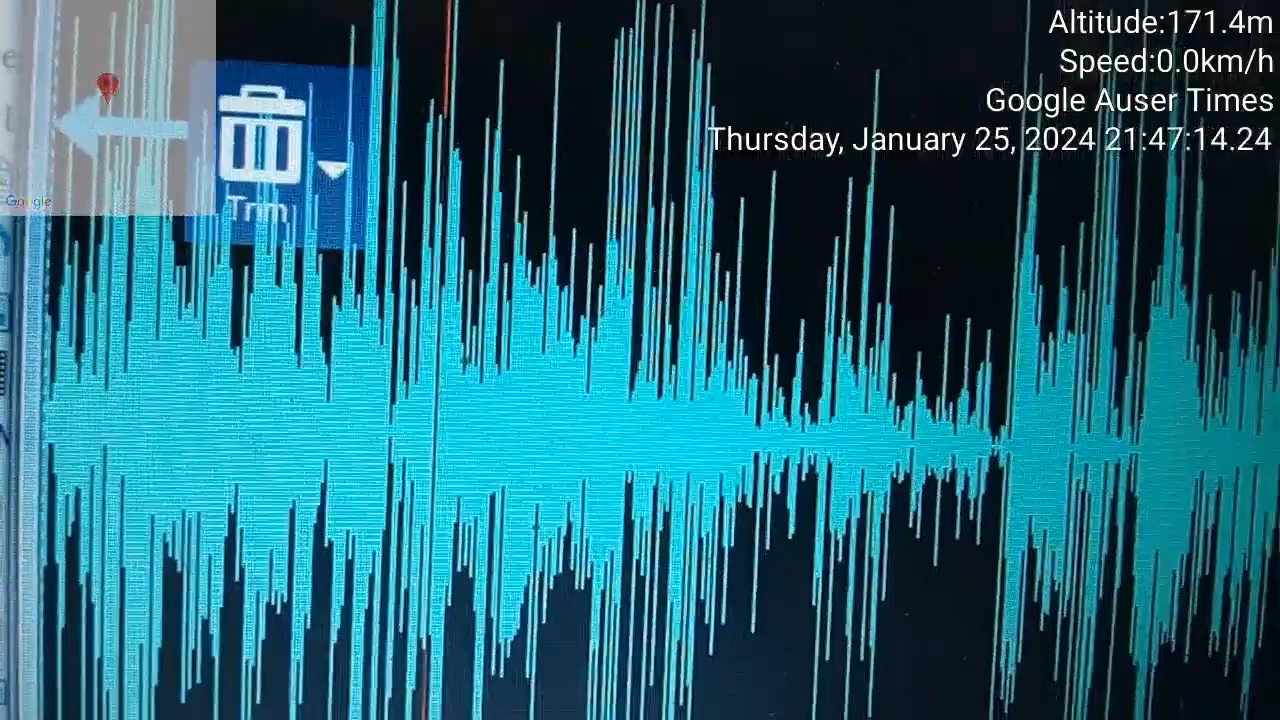 Altitude:171.4m
Speed:0.0km/h
Google Auser Times
Thursday, January 25, 2024 21:47:14.24
Google
Trim